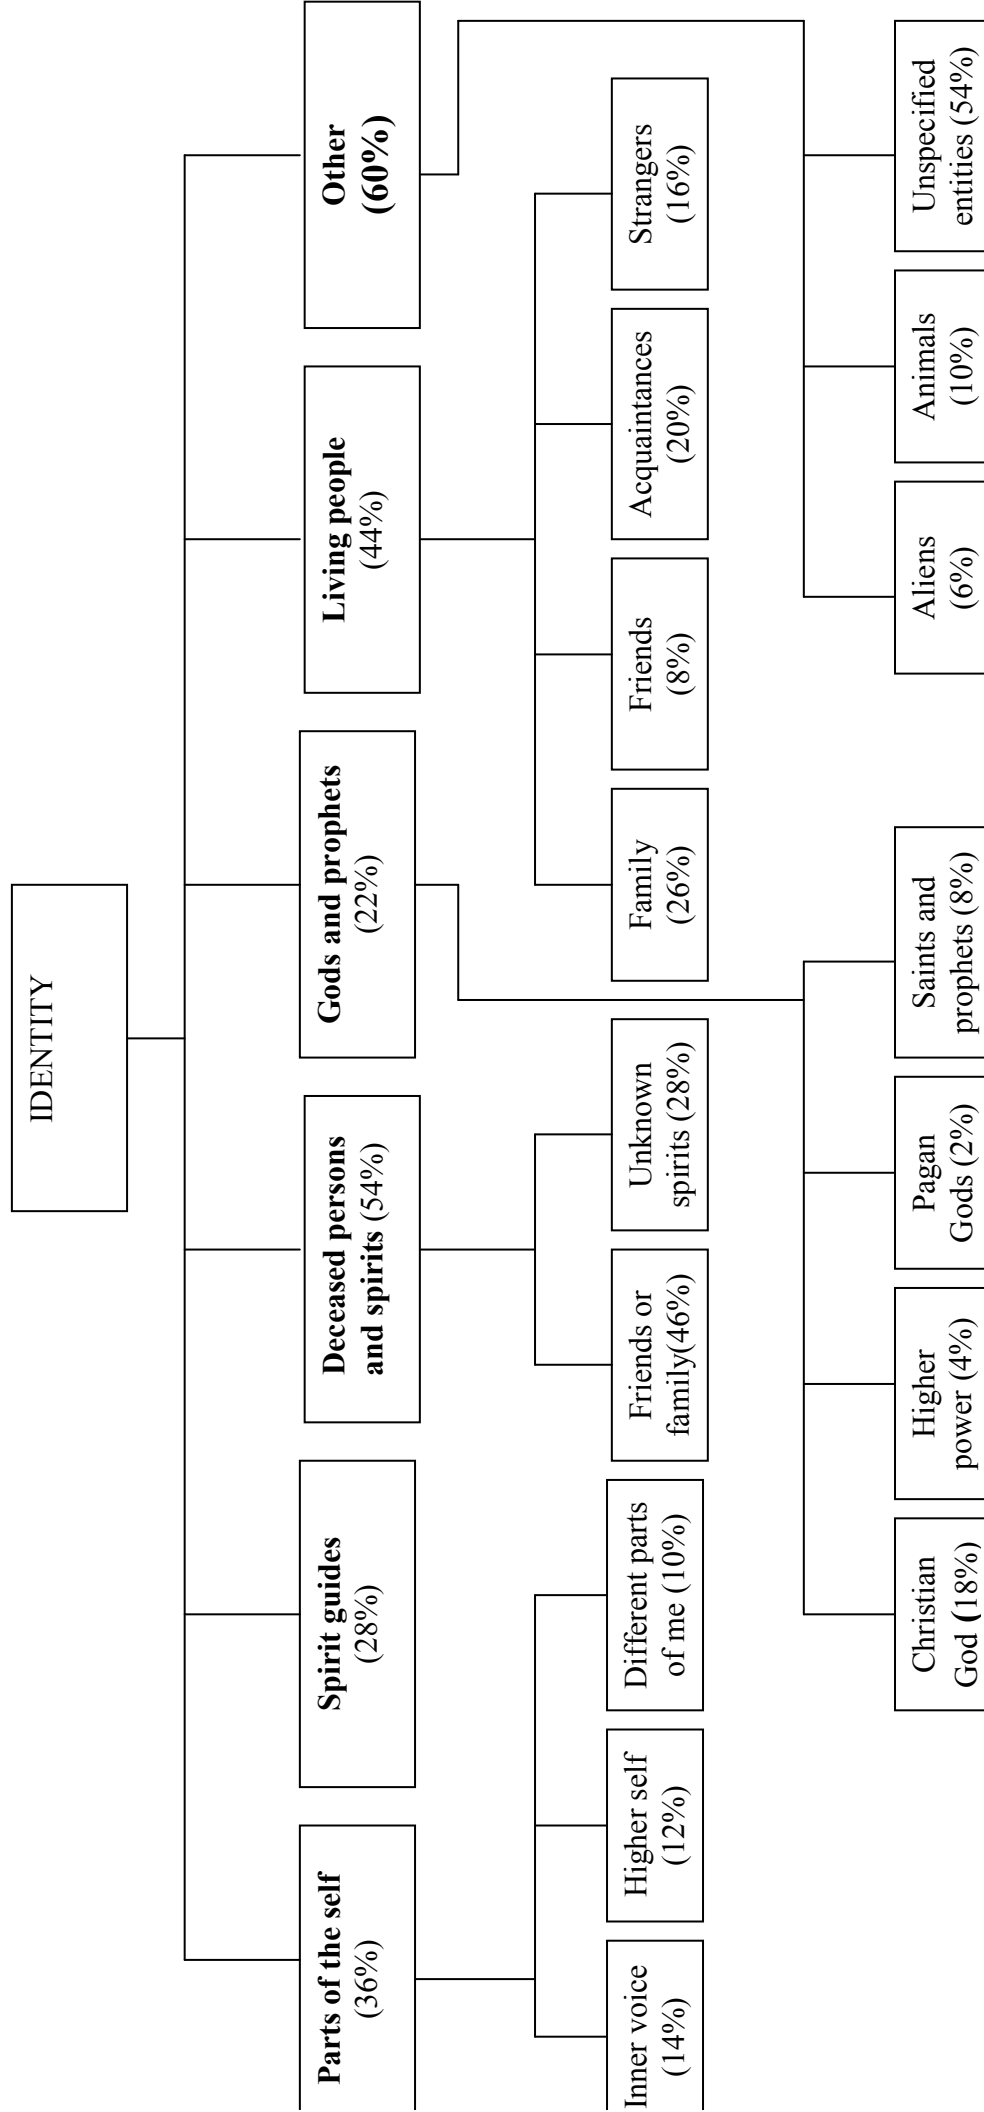 IDENTITY
Parts of the self
(36%)
Spirit guides
(28%)
Deceased persons
and spirits (54%)
Gods and prophets
(22%)
Living people
(44%)
Other
(60%)
Inner voice
(14%)
Higher self
(12%)
Different parts
of me (10%)
Friends or
family(46%)
Unknown
spirits (28%)
Family
(26%)
Friends
(8%)
Acquaintances
(20%)
Strangers
(16%)
Christian
God (18%)
Higher
power (4%)
Pagan
Gods (2%)
Saints and
prophets (8%)
Aliens
(6%)
Animals
(10%)
Unspecified
entities (54%)